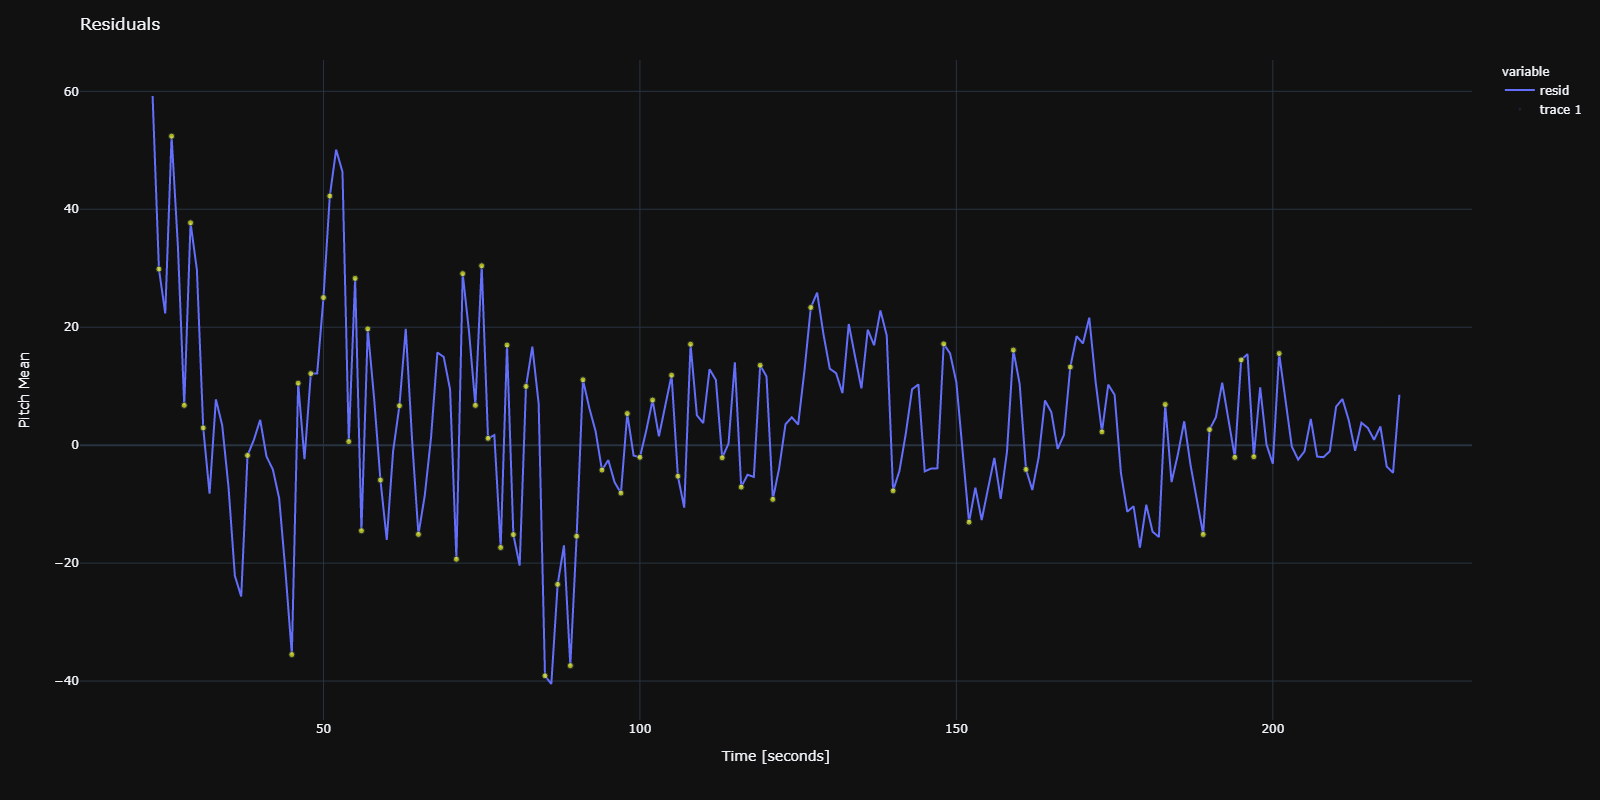 Residuals
variable
resid
trace 1
60
40
20
0
−20
−40
Pitch Mean
50
100
150
200
Time [seconds]